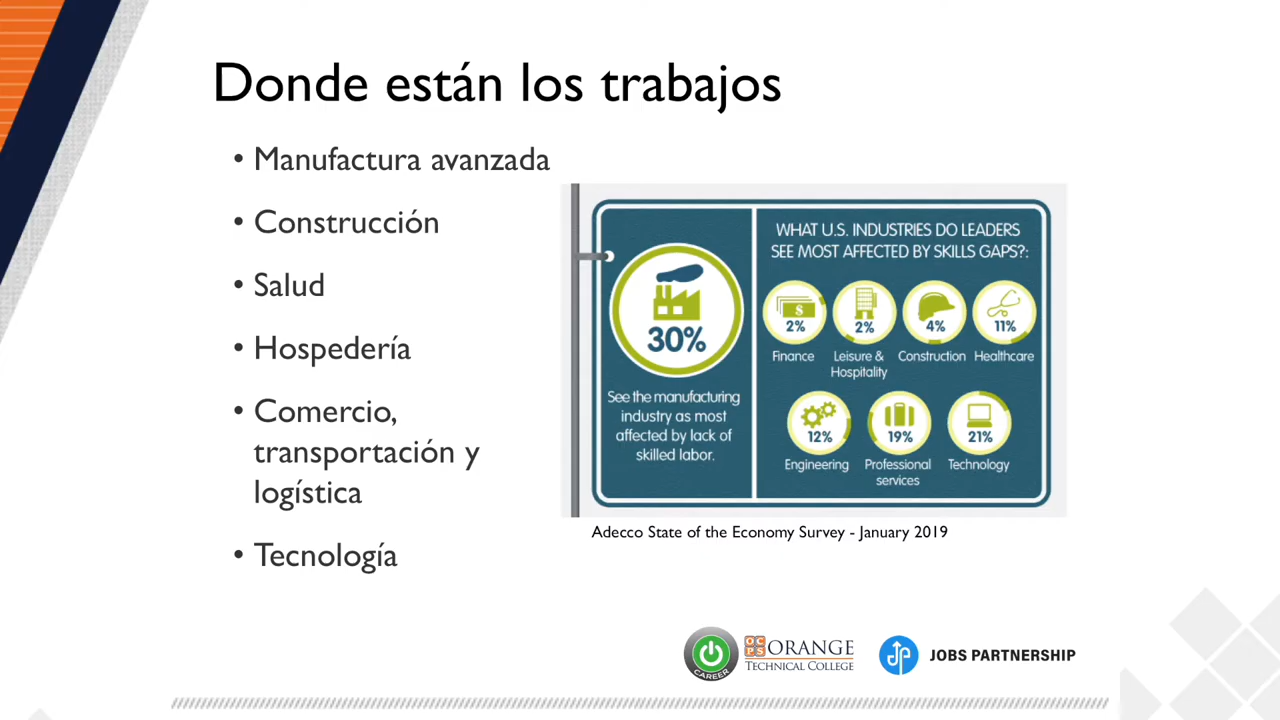 Donde están los trabajos
• Manufactura avanzada
• Construcción
• Salud
• Hospedería
• Comercio,
transportación y
logística
• Tecnología
30%
See the manufacturing
industry as most
affected by lack of
skilled labor.
WHAT U.S. INDUSTRIES DO LEADERS
SEE MOST AFFECTED BY SKILLS GAPS?:
$
2%
2%
4%
11%
Finance
Leisure &
Hospitality
Construction
Healthcare
12%
19%
21%
Engineering
Professional
services
Technology
Adecco State of the Economy Survey - January 2019
CAREER
OCPS
ORANGE
TECHNICAL COLLEGE
JP
JOBS PARTNERSHIP